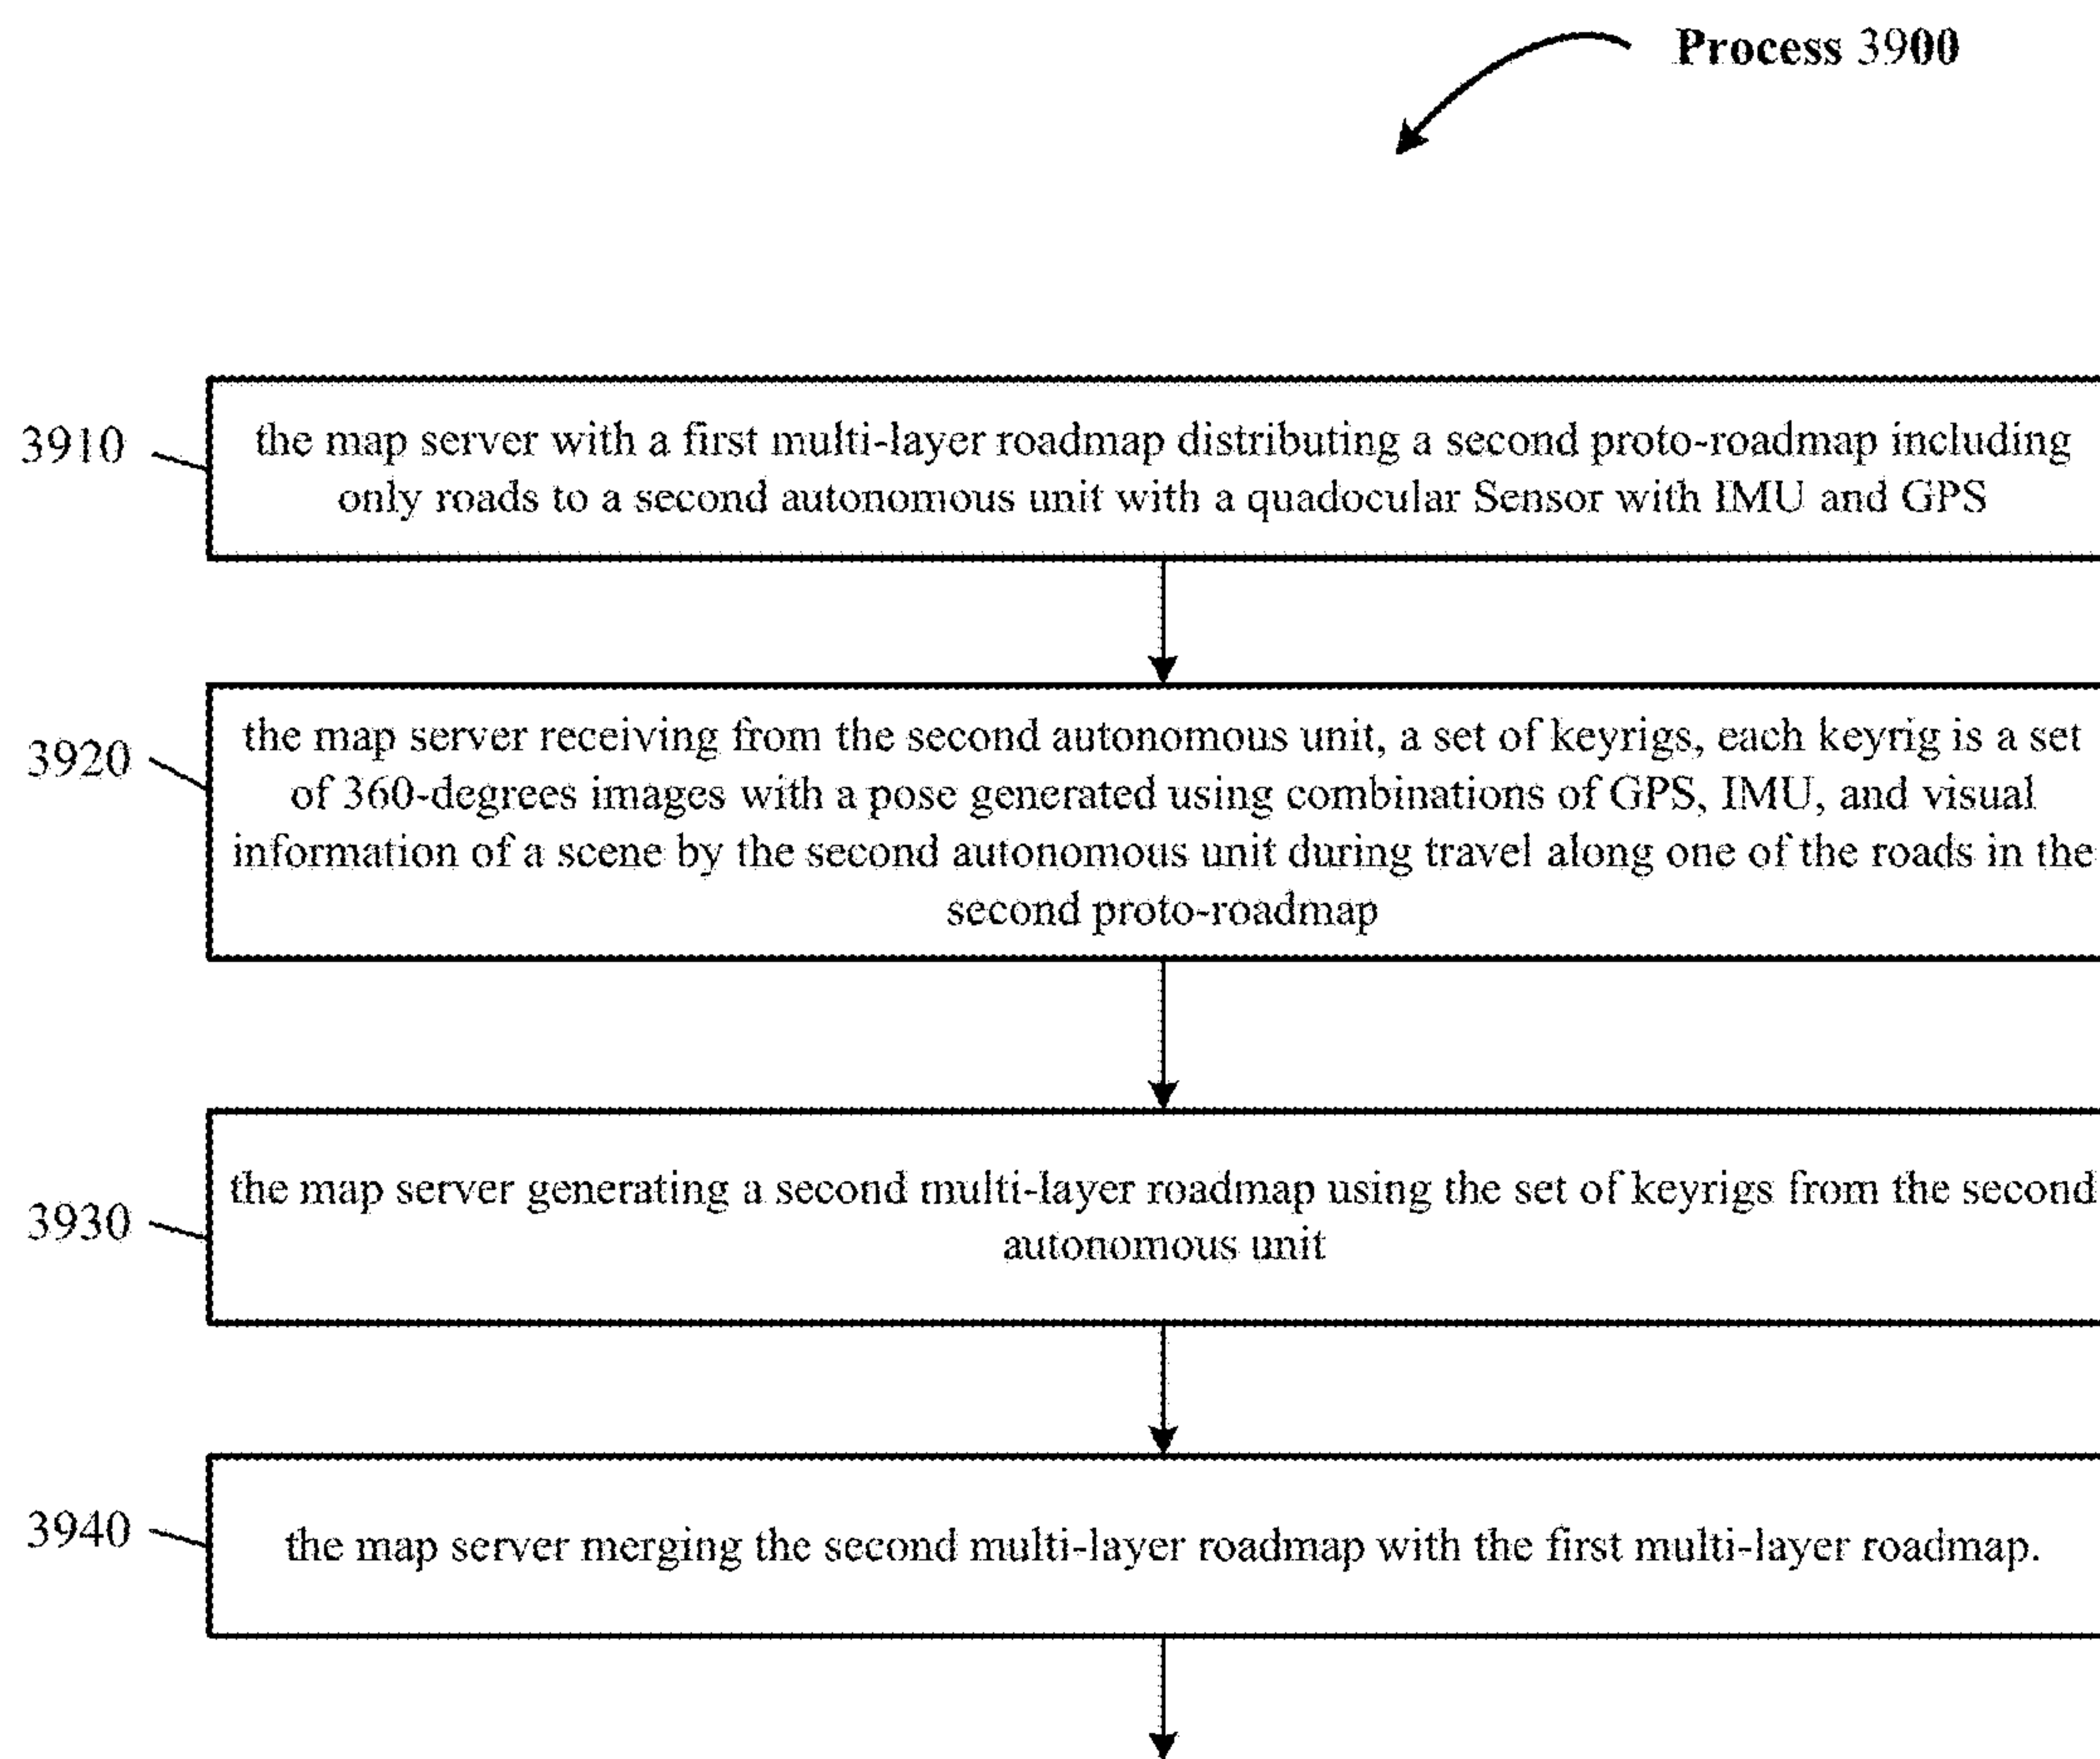 Process 3900
3910
the map server with a first multi-layer roadmap distributing a second proto-roadmap including
only roads to a second autonomous unit with a quadocular Sensor with IMU and GPS
3920
the map server receiving from the second autonomous unit, a set of keyrigs, each keyrig is a set
of 360-degrees images with a pose generated using combinations of GPS, IMU, and visual
information of a scene by the second autonomous unit during travel along one of the roads in the
second proto-roadmap
3930
the map server generating a second multi-layer roadmap using the set of keyrigs from the second
autonomous unit
3940
the map server merging the second multi-layer roadmap with the first multi-layer roadmap.